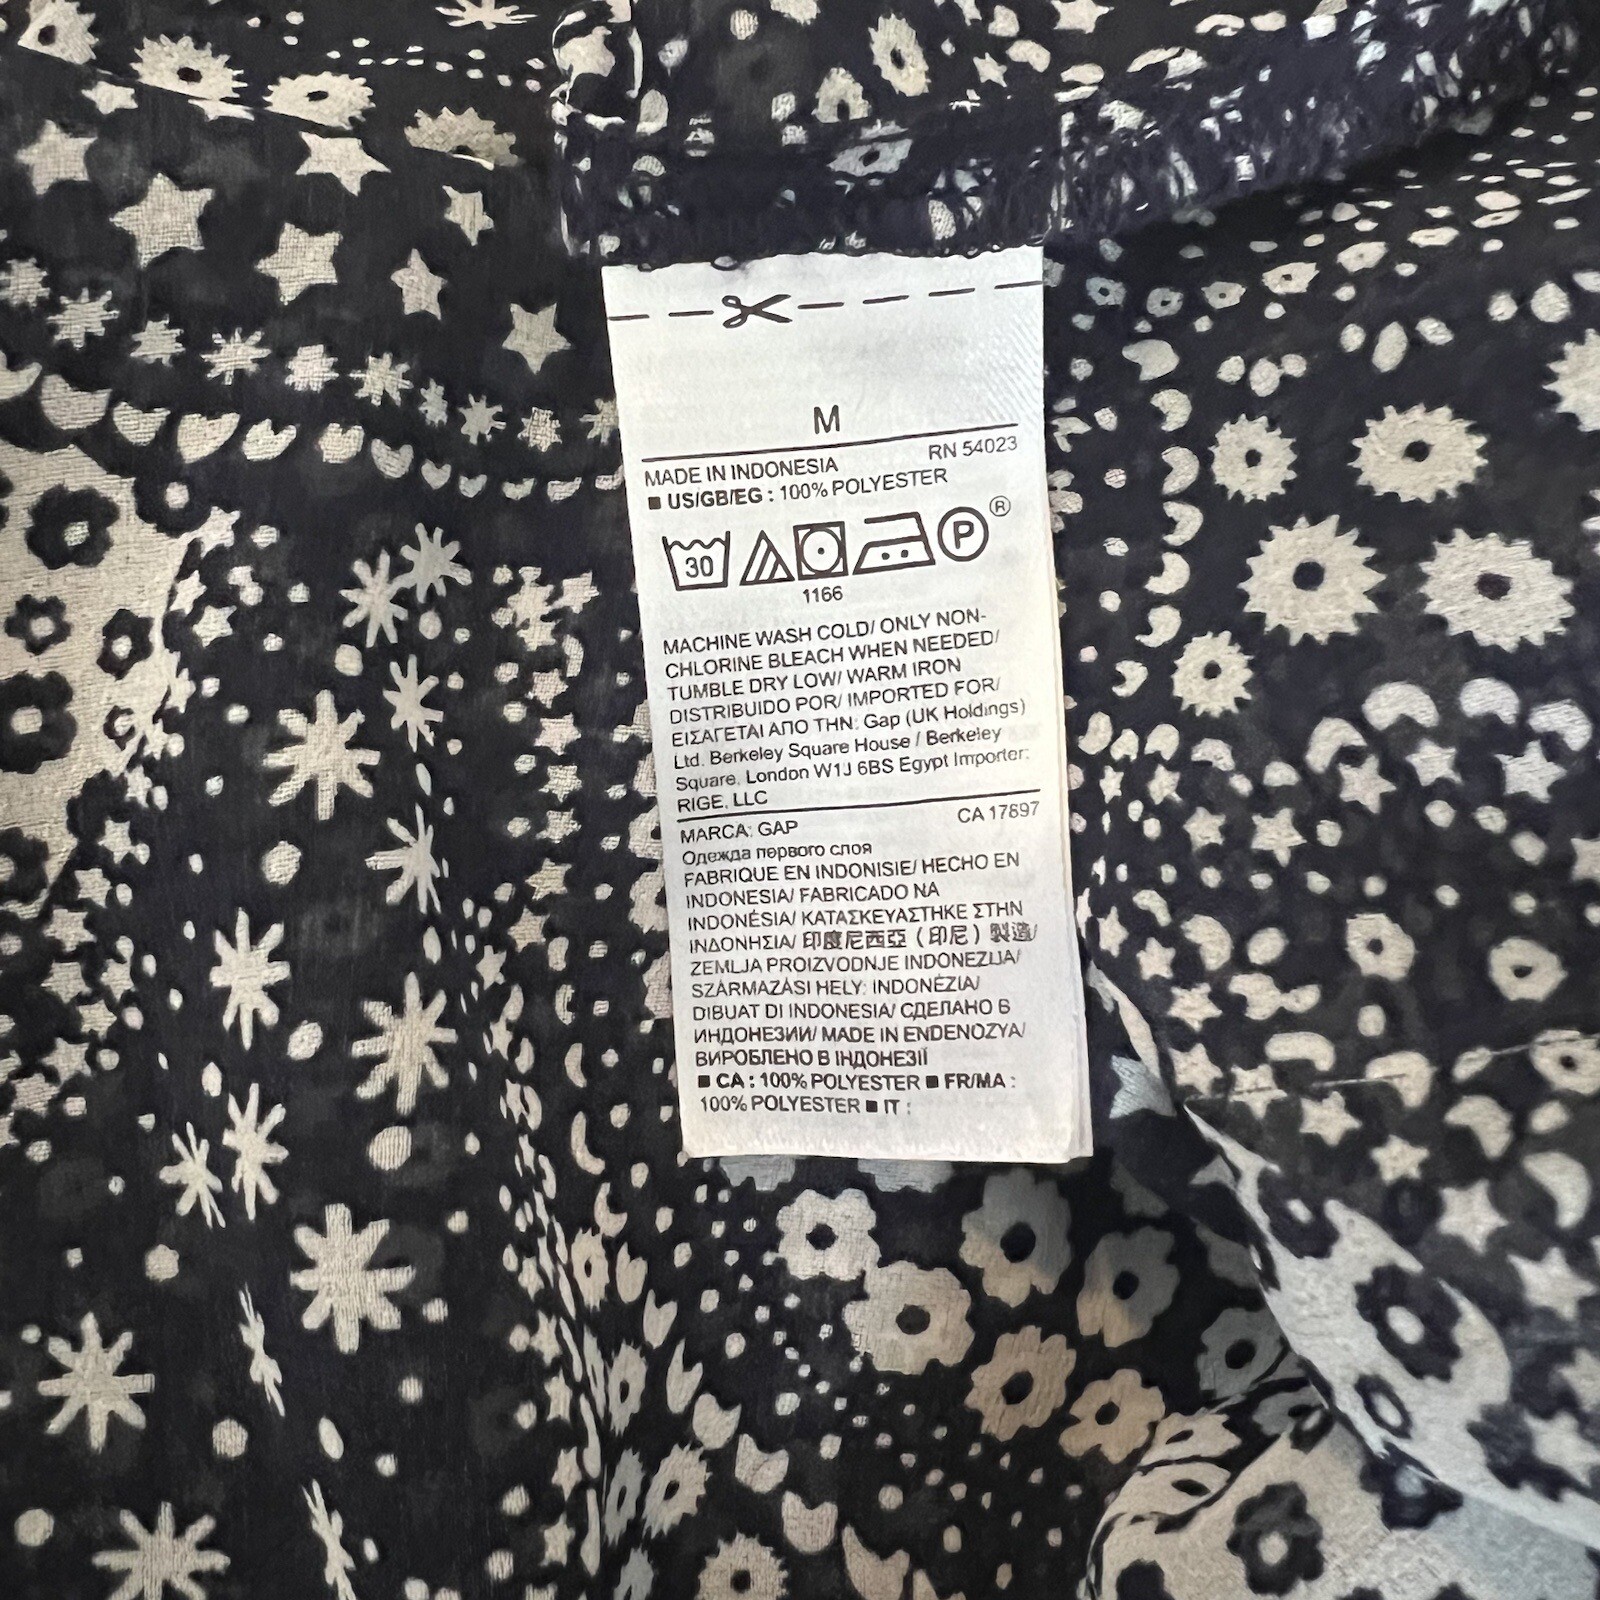 M
RN 54023
MADE IN INDONESIA
■ US/GB/EG : 100% POLYESTER
30 P ®
1166
MACHINE WASH COLD/ ONLY NON-
CHLORINE BLEACH WHEN NEEDED/
TUMBLE DRY LOW/ WARM IRON
DISTRIBUIDO POR/ IMPORTED FOR/
ΕΙΣΑΓΕΤΑΙ ΑΠΟ ΤΗΝ: Gap (UK Holdings)
Ltd. Berkeley Square House / Berkeley
Square, London W1J 6BS Egypt Importer:
RIGE, LLC
MARCA: GAP CA 17897
Одежда первого слоя
FABRIQUE EN INDONISIE/ HECHO EN
INDONESIA/ FABRICADO NA
INDONÉSIA/ ΚΑΤΑΣΚΕΥΑΣΤΗΚΕ ΣΤΗΝ
ΙΝΔΟΝΗΣΙΑ/ 印度尼西亞 ( 印尼 ) 製造/
ZEMLJA PROIZVODNJE INDONEZIJA/
SZÁRMAZÁSI HELY: INDONÉZIA/
DIBUAT DI INDONESIA/ СДЕЛАНО В
ИНДОНЕЗИИ/ MADE IN ENDENOZYA/
ВИРОБЛЕНО В ІНДОНЕЗІЇ
■ CA : 100% POLYESTER ■ FR/MA :
100% POLYESTER ■ IT :